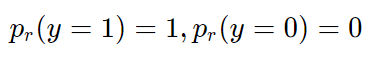 p_r(y = 1) = 1, p_r(y = 0) = 0